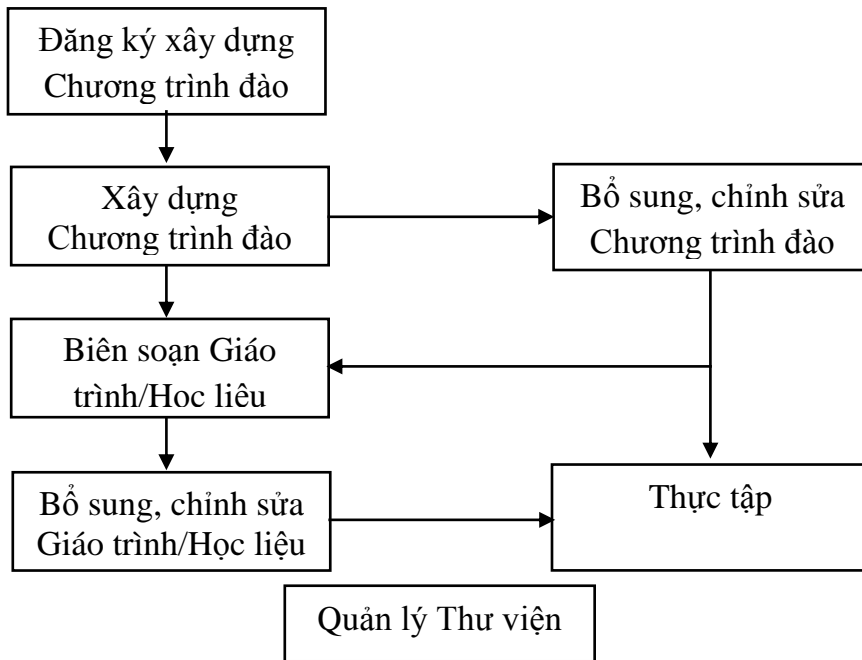 Đăng ký xây dựng
Chương trình đào
Xây dựng
Chương trình đào
Bổ sung, chỉnh sửa
Chương trình đào
Biên soạn Giáo
trình/Hoc liêu
Bổ sung, chỉnh sửa
Giáo trình/Học liệu
Thực tập
Quản lý Thư viện